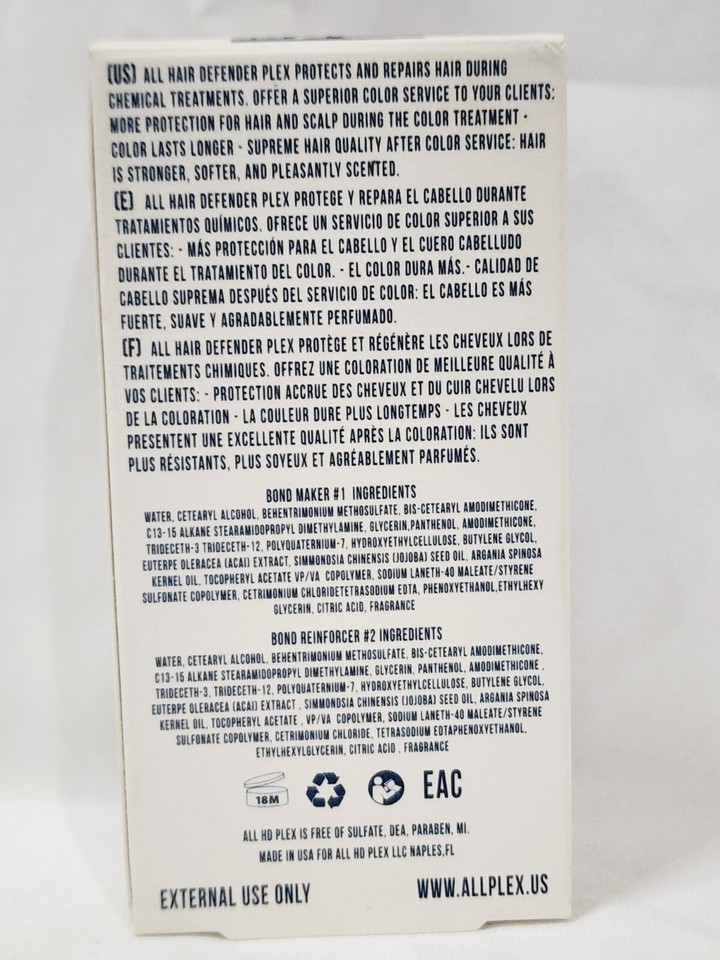 (US) ALL HAIR DEFENDER PLEX PROTECTS AND REPAIRS HAIR DURING
CHEMICAL TREATMENTS. OFFER A SUPERIOR COLOR SERVICE TO YOUR CLIENTS:
MORE PROTECTION FOR HAIR AND SCALP DURING THE COLOR TREATMENT -
COLOR LASTS LONGER - SUPREME HAIR QUALITY AFTER COLOR SERVICE: HAIR
IS STRONGER, SOFTER, AND PLEASANTLY SCENTED.
(E) ALL HAIR DEFENDER PLEX PROTEGE Y REPARA EL CABELLO DURANTE
TRATAMIENTOS QUÍMICOS. OFRECE UN SERVICIO DE COLOR SUPERIOR A SUS
CLIENTES: - MÁS PROTECCIÓN PARA EL CABELLO Y EL CUERO CABELLUDO
DURANTE EL TRATAMIENTO DEL COLOR. - EL COLOR DURA MÁS.- CALIDAD DE
CABELLO SUPREMA DESPUÉS DEL SERVICIO DE COLOR: EL CABELLO ES MÁS
FUERTE, SUAVE Y AGRADABLEMENTE PERFUMADO.
(F) ALL HAIR DEFENDER PLEX PROTÈGE ET RÉGÉNÈRE LES CHEVEUX LORS DE
TRAITEMENTS CHIMIQUES. OFFREZ UNE COLORATION DE MEILLEURE QUALITÉ À
VOS CLIENTS: - PROTECTION ACCRUE DES CHEVEUX ET DU CUIR CHEVELU LORS
DE LA COLORATION - LA COULEUR DURE PLUS LONGTEMPS - LES CHEVEUX
PRESENTENT UNE EXCELLENTE QUALITÉ APRÈS LA COLORATION: ILS SONT
PLUS RÉSISTANTS, PLUS SOYEUX ET AGRÉABLEMENT PARFUMÉS.
BOND MAKER #1 INGREDIENTS
WATER, CETEARYL ALCOHOL, BEHENTRIMONIUM METHOSULFATE, BIS-CETEARYL AMODIMETHICONE,
C13-15 ALKANE STEARAMIDOPROPYL DIMETHYLAMINE, GLYCERIN,PANTHENOL, AMODIMETHICONE,
TRIDECETH-3 TRIDECETH-12, POLYQUATERNIUM-7, HYDROXYETHYLCELLULOSE, BUTYLENE GLYCOL,
EUTERPE OLERACEA (ACAI) EXTRACT, SIMMONDSIA CHINENSIS (JOJOBA) SEED OIL, ARGANIA SPINOSA
KERNEL OIL, TOCOPHERYL ACETATE VP/VA COPOLYMER, SODIUM LANETH-40 MALEATE/STYRENE
SULFONATE COPOLYMER, CETRIMONIUM CHLORIDETETRASODIUM EDTA, PHENOXYETHANOL,ETHYLHEXY
GLYCERIN, CITRIC ACID, FRAGRANCE
BOND REINFORCER #2 INGREDIENTS
WATER, CETEARYL ALCOHOL, BEHENTRIMONIUM METHOSULFATE, BIS-CETEARYL AMODIMETHICONE,
C13-15 ALKANE STEARAMIDOPROPYL DIMETHYLAMINE, GLYCERIN, PANTHENOL, AMODIMETHICONE ,
TRIDECETH-3, TRIDECETH-12, POLYQUATERNIUM-7, HYDROXYETHYLCELLULOSE, BUTYLENE GLYCOL,
EUTERPE OLERACEA (ACAI) EXTRACT , SIMMONDSIA CHINENSIS (JOJOBA) SEED OIL, ARGANIA SPINOSA
KERNEL OIL, TOCOPHERYL ACETATE , VP/VA COPOLYMER, SODIUM LANETH-40 MALEATE/STYRENE
SULFONATE COPOLYMER, CETRIMONIUM CHLORIDE, TETRASODIUM EDTAPHENOXYETHANOL,
ETHYLHEXYLGLYCERIN, CITRIC ACID , FRAGRANCE
18M EAC
ALL HD PLEX IS FREE OF SULFATE, DEA, PARABEN, MI.
MADE IN USA FOR ALL HD PLEX LLC NAPLES,FL
EXTERNAL USE ONLY WWW.ALLPLEX.US